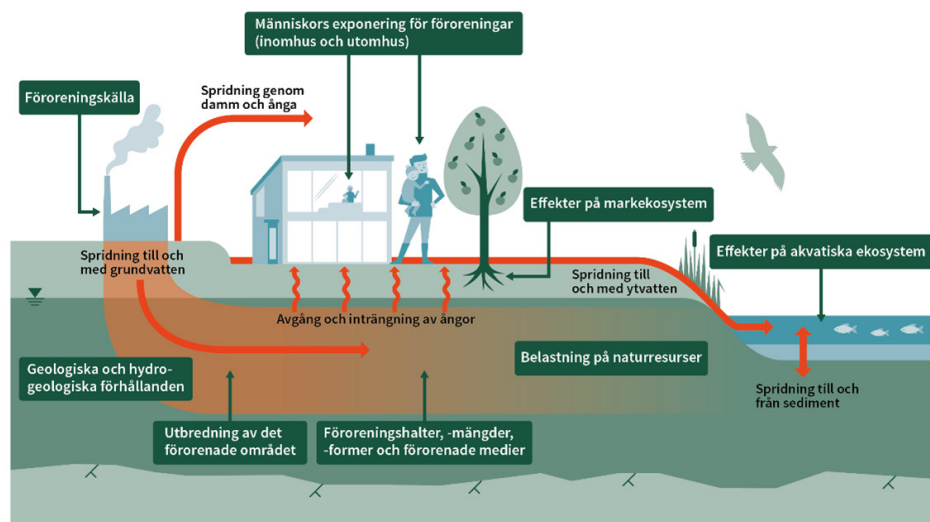 Människors exponering för föroreningar
(inomhus och utomhus)
Föroreningskälla
Spridning genom
damm och ånga
Effekter på markekosystem
Effekter på akvatiska ekosystem
Spridning till och
med grundvatten
Spridning till
och med ytvatten
Avgång och inträngning av ångor
Belastning på naturresurser
Geologiska och hydro-
geologiska förhållanden
Spridning till och
från sediment
Utbredning av det
förorenade området
Föroreningshalter, -mängder,
-former och förorenade medier